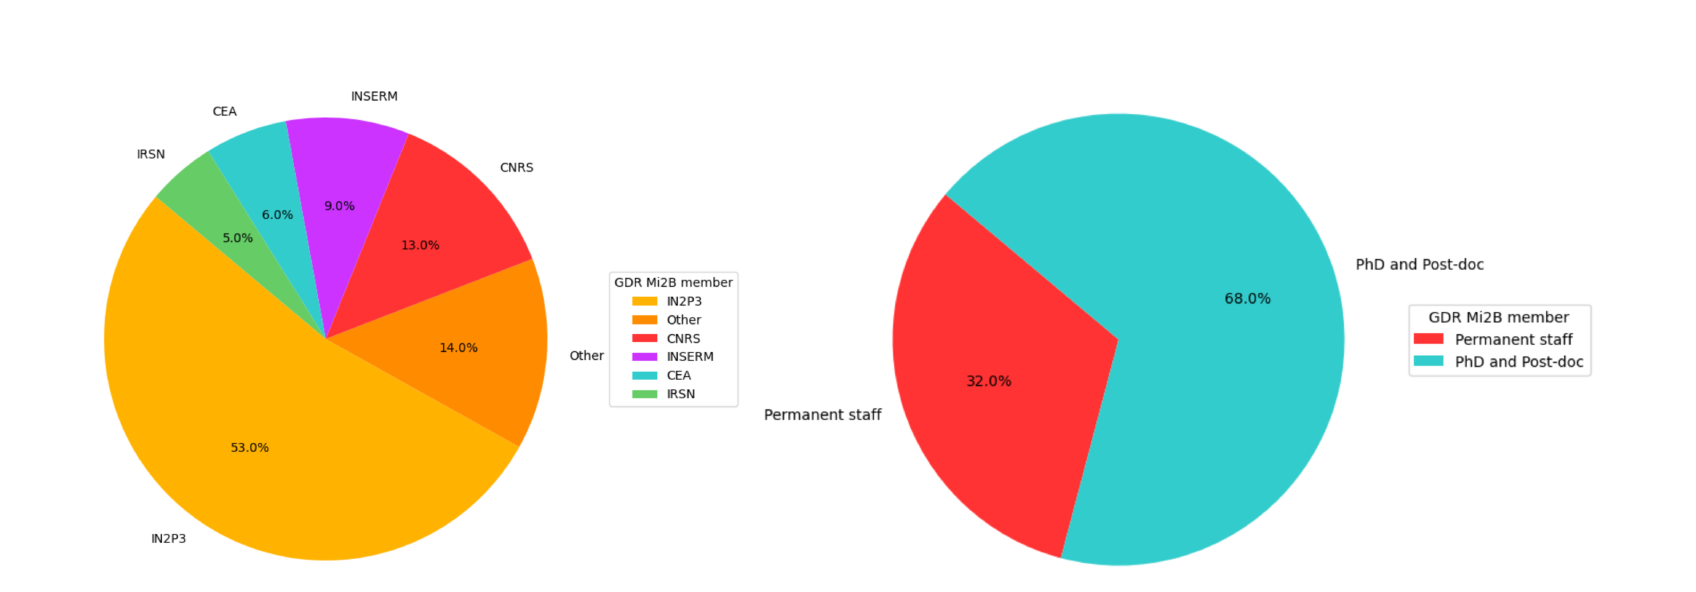 INSERM
CEA
IRSN
CNRS
9.0%
6.0%
5.0%
13.0%
14.0%
Other
53.0%
IN2P3
GDR Mi2B member
IN2P3
Other
CNRS
INSERM
CEA
IRSN
PhD and Post-doc
68.0%
32.0%
Permanent staff
GDR Mi2B member
Permanent staff
PhD and Post-doc